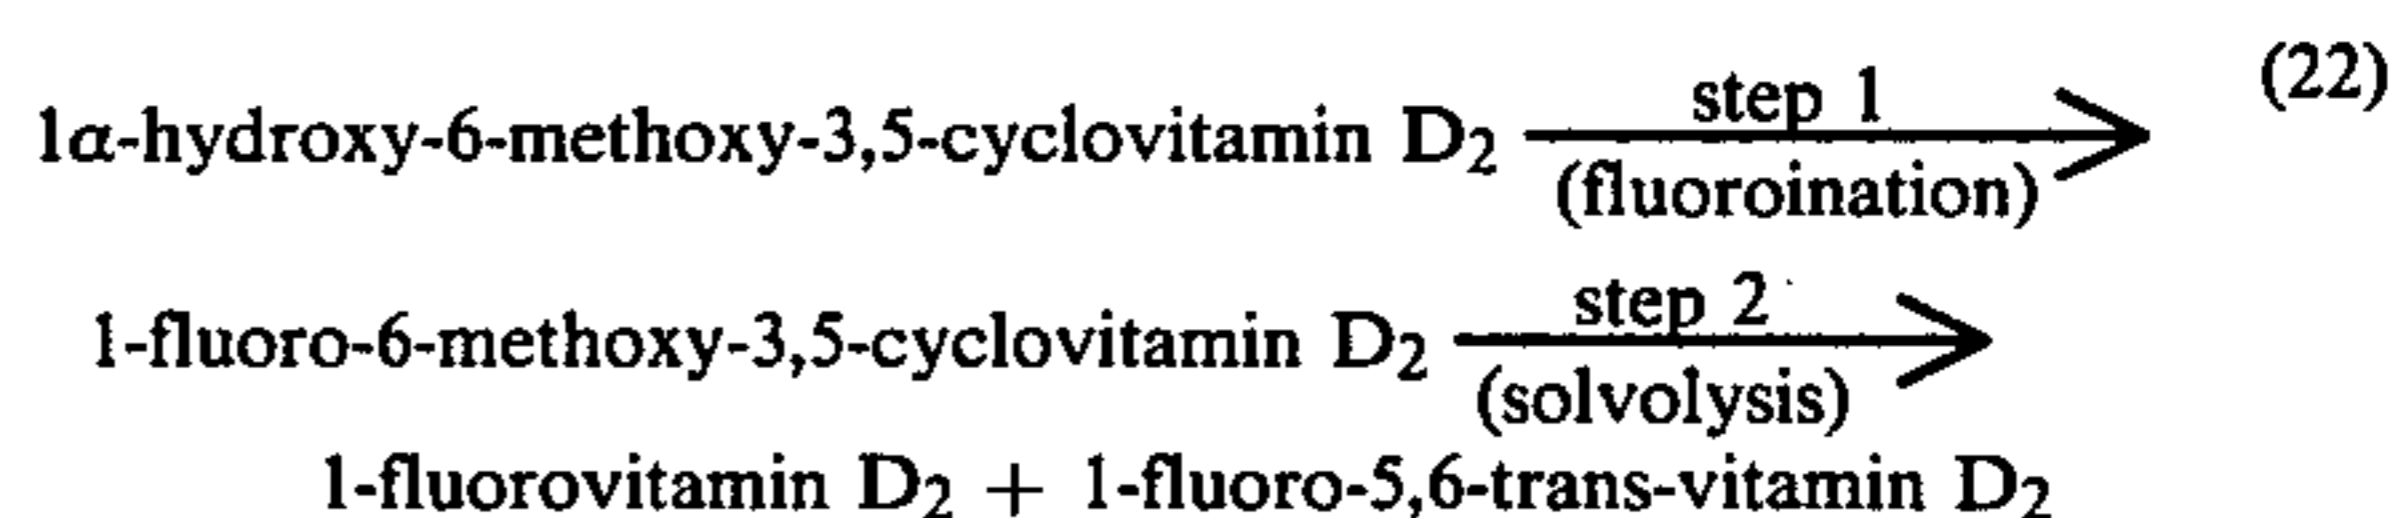 (22)
1α-hydroxy-6-methoxy-3,5-cyclovitamin D₂ step 1
(fluoroination)
1-fluoro-6-methoxy-3,5-cyclovitamin D₂ step 2
(solvolysis)
1-fluorovitamin D₂ + 1-fluoro-5,6-trans-vitamin D₂